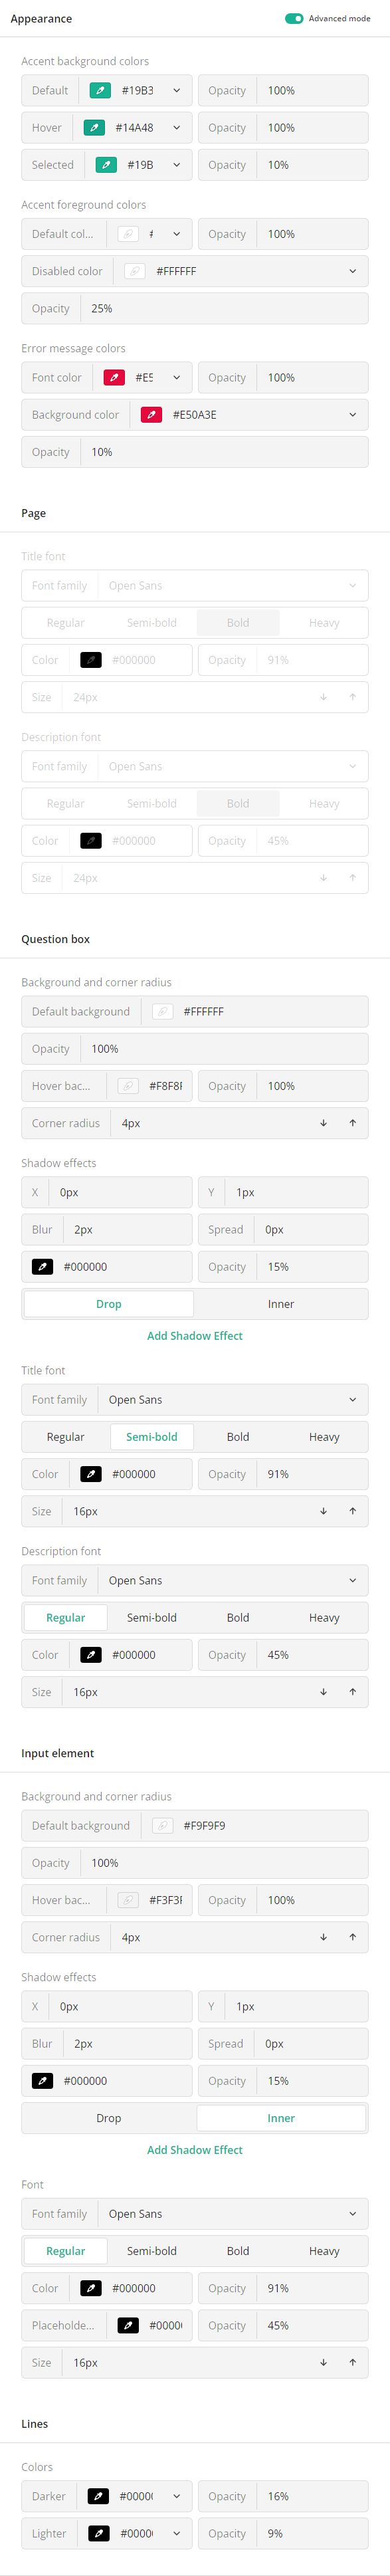 Appearance Advanced mode
Accent background colors
Default #19B3 Opacity 100%
Hover #14A48 Opacity 100%
Selected #19B Opacity 10%
Accent foreground colors
Default col... # Opacity 100%
Disabled color #FFFFFF
Opacity 25%
Error message colors
Font color #E5 Opacity 100%
Background color #E50A3E
Opacity 10%
Page
Title font
Font family Open Sans
Regular Semi-bold Bold Heavy
Color #000000 Opacity 91%
Size 24px
Description font
Font family Open Sans
Regular Semi-bold Bold Heavy
Color #000000 Opacity 45%
Size 24px
Question box
Background and corner radius
Default background #FFFFFF
Opacity 100%
Hover bac... #F8F8F Opacity 100%
Corner radius 4px
Shadow effects
X 0px Y 1px
Blur 2px Spread 0px
#000000 Opacity 15%
Drop Inner
Add Shadow Effect
Title font
Font family Open Sans
Regular Semi-bold Bold Heavy
Color #000000 Opacity 91%
Size 16px
Description font
Font family Open Sans
Regular Semi-bold Bold Heavy
Color #000000 Opacity 45%
Size 16px
Input element
Background and corner radius
Default background #F9F9F9
Opacity 100%
Hover bac... #F3F3F Opacity 100%
Corner radius 4px
Shadow effects
X 0px Y 1px
Blur 2px Spread 0px
#000000 Opacity 15%
Drop Inner
Add Shadow Effect
Font
Font family Open Sans
Regular Semi-bold Bold Heavy
Color #000000 Opacity 91%
Placeholde... #0000( Opacity 45%
Size 16px
Lines
Colors
Darker #0000( Opacity 16%
Lighter #0000( Opacity 9%